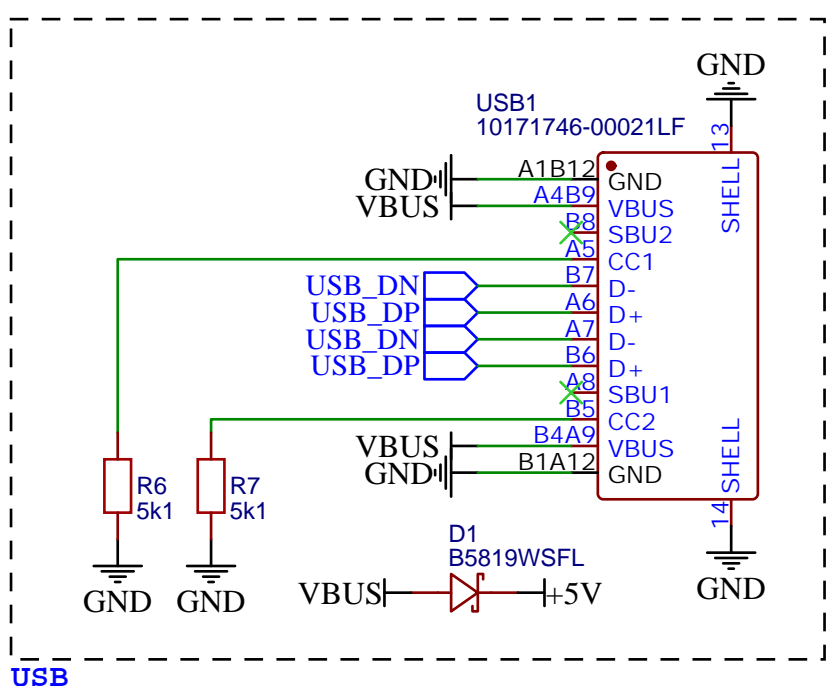 GND
USB1
10171746-00021LF
13
SHELL
GND A1B12 GND
VBUS A4B9 VBUS
B8 SBU2
A5 CC1
USB_DN B7 D-
USB_DP A6 D+
USB_DN A7 D-
USB_DP B6 D+
A8 SBU1
B5 CC2
VBUS B4A9 VBUS
GND B1A12 GND
SHELL
14
GND
R6
5k1
GND
R7
5k1
GND
D1
B5819WSFL
VBUS +5V
USB